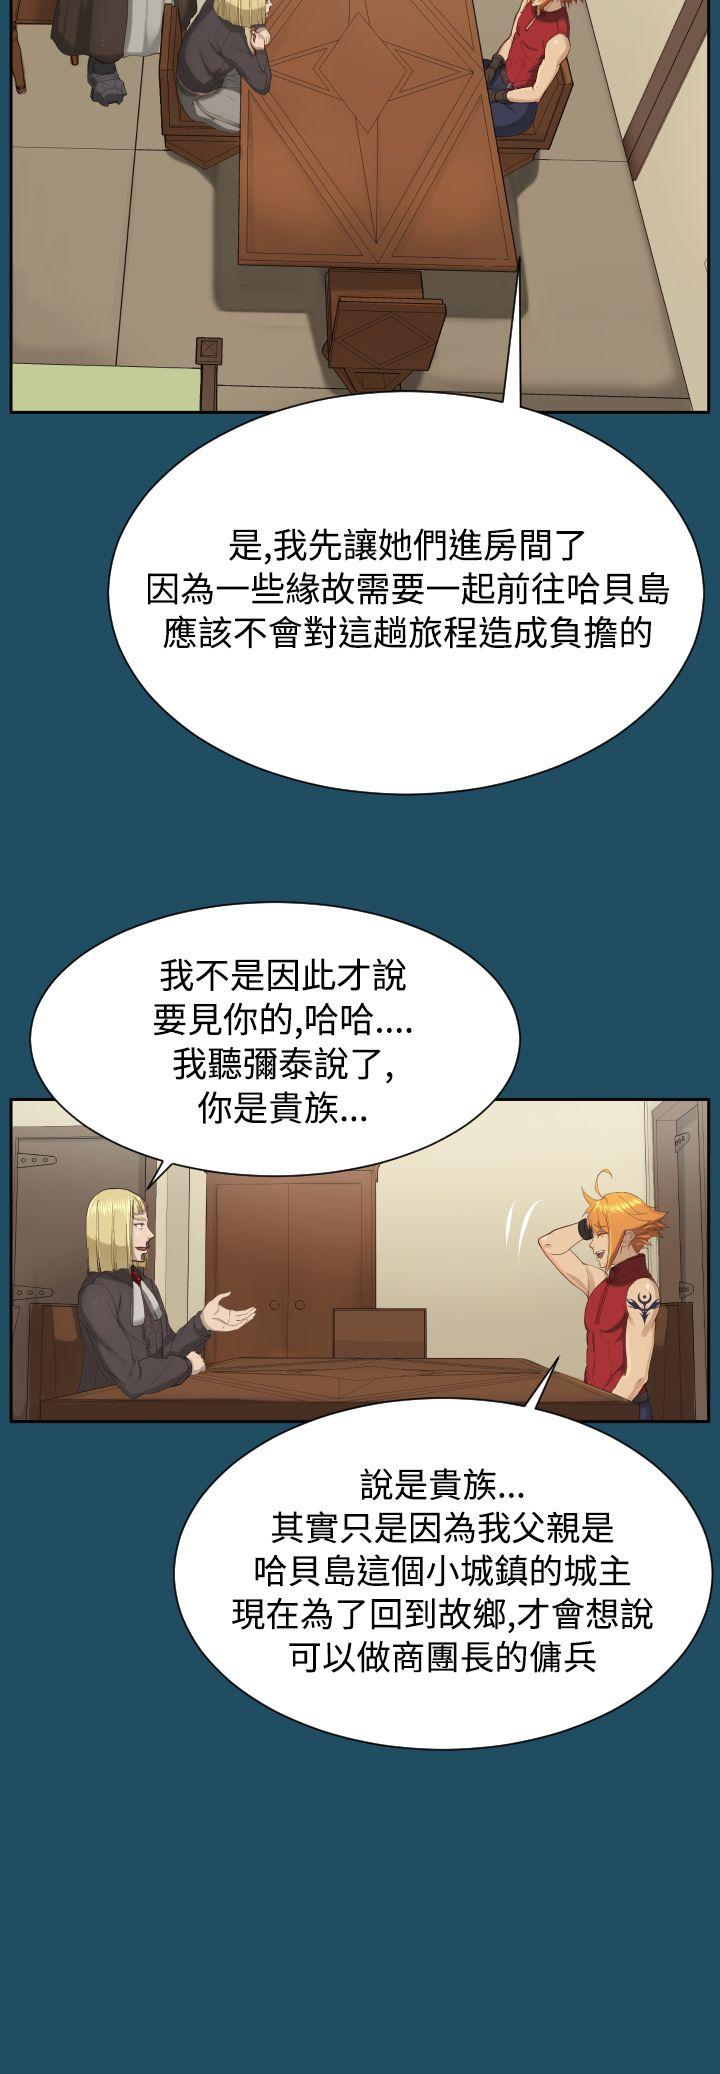 是,我先讓她們進房間了
因為一些緣故需要一起前往哈貝島
應該不會對這趟旅程造成負擔的
我不是因此才說
要見你的,哈哈....
我聽彌泰說了,
你是貴族...
說是貴族...
其實只是因為我父親是
哈貝島這個小城鎮的城主
現在為了回到故鄉,才會想說
可以做商團長的傭兵